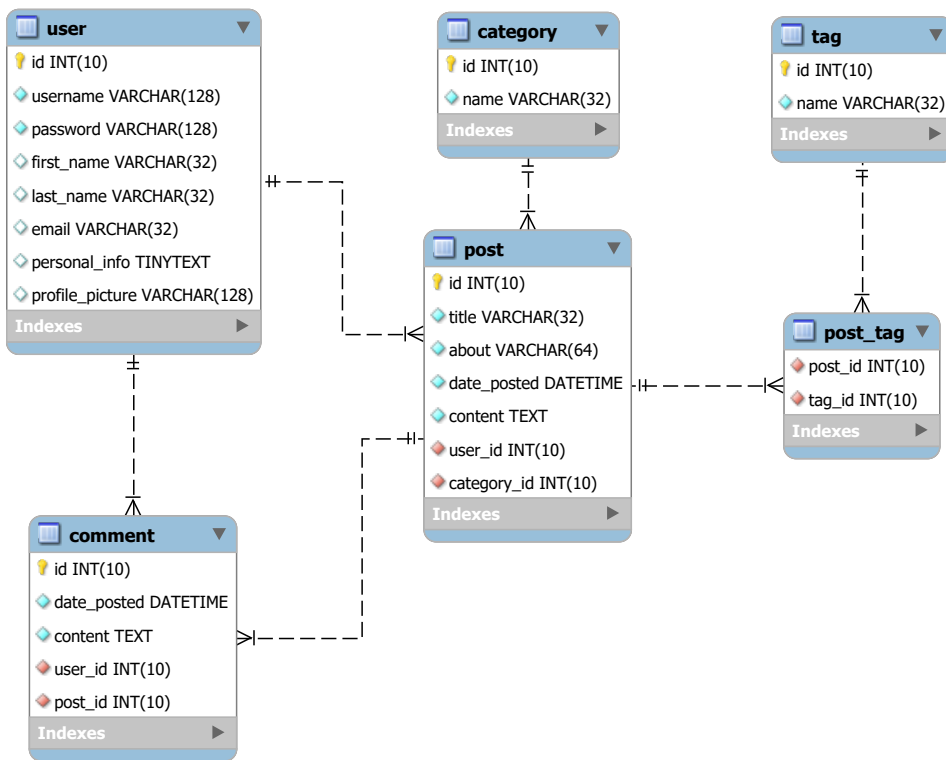 user
id INT(10)
username VARCHAR(128)
password VARCHAR(128)
first_name VARCHAR(32)
last_name VARCHAR(32)
email VARCHAR(32)
personal_info TINYTEXT
profile_picture VARCHAR(128)
Indexes
category
id INT(10)
name VARCHAR(32)
Indexes
tag
id INT(10)
name VARCHAR(32)
Indexes
post
id INT(10)
title VARCHAR(32)
about VARCHAR(64)
date_posted DATETIME
content TEXT
user_id INT(10)
category_id INT(10)
Indexes
post_tag
post_id INT(10)
tag_id INT(10)
Indexes
comment
id INT(10)
date_posted DATETIME
content TEXT
user_id INT(10)
post_id INT(10)
Indexes